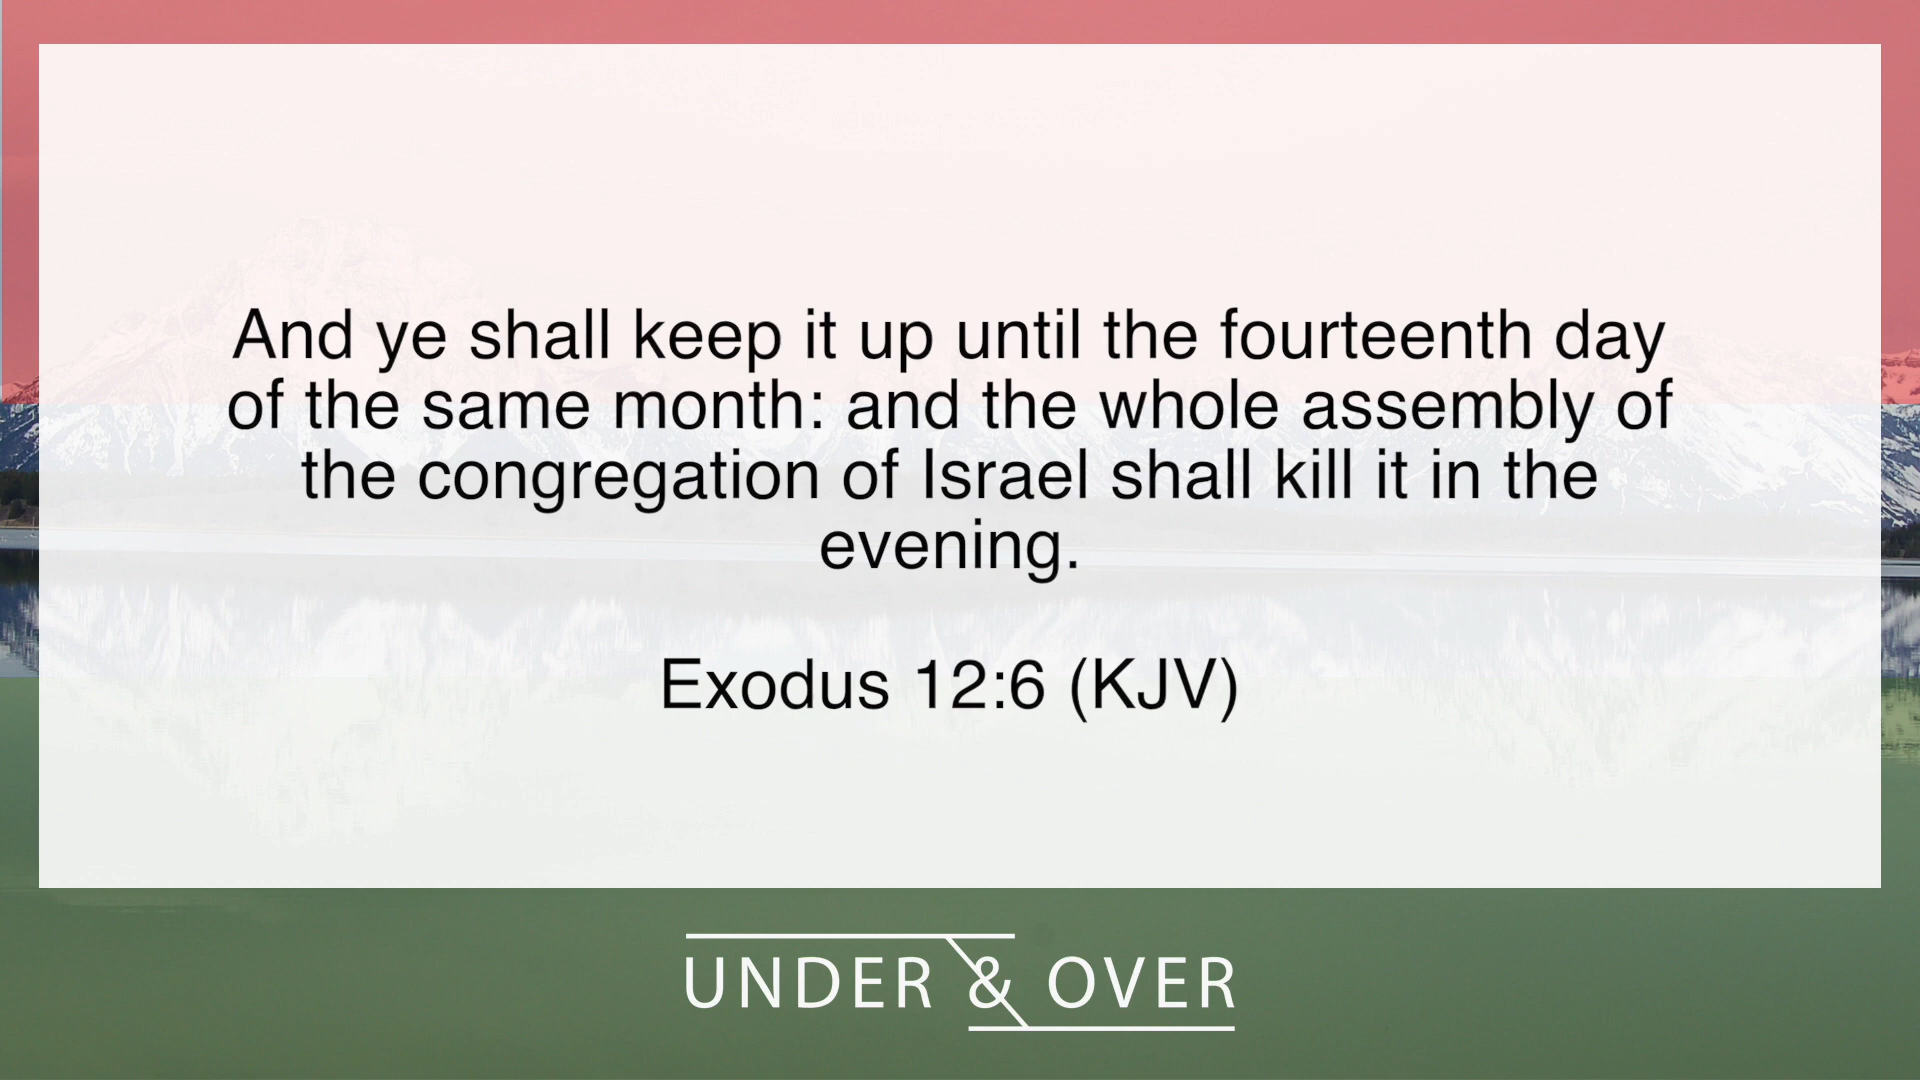 And ye shall keep it up until the fourteenth day
of the same month: and the whole assembly of
the congregation of Israel shall kill it in the
evening.
Exodus 12:6 (KJV)
UNDER & OVER